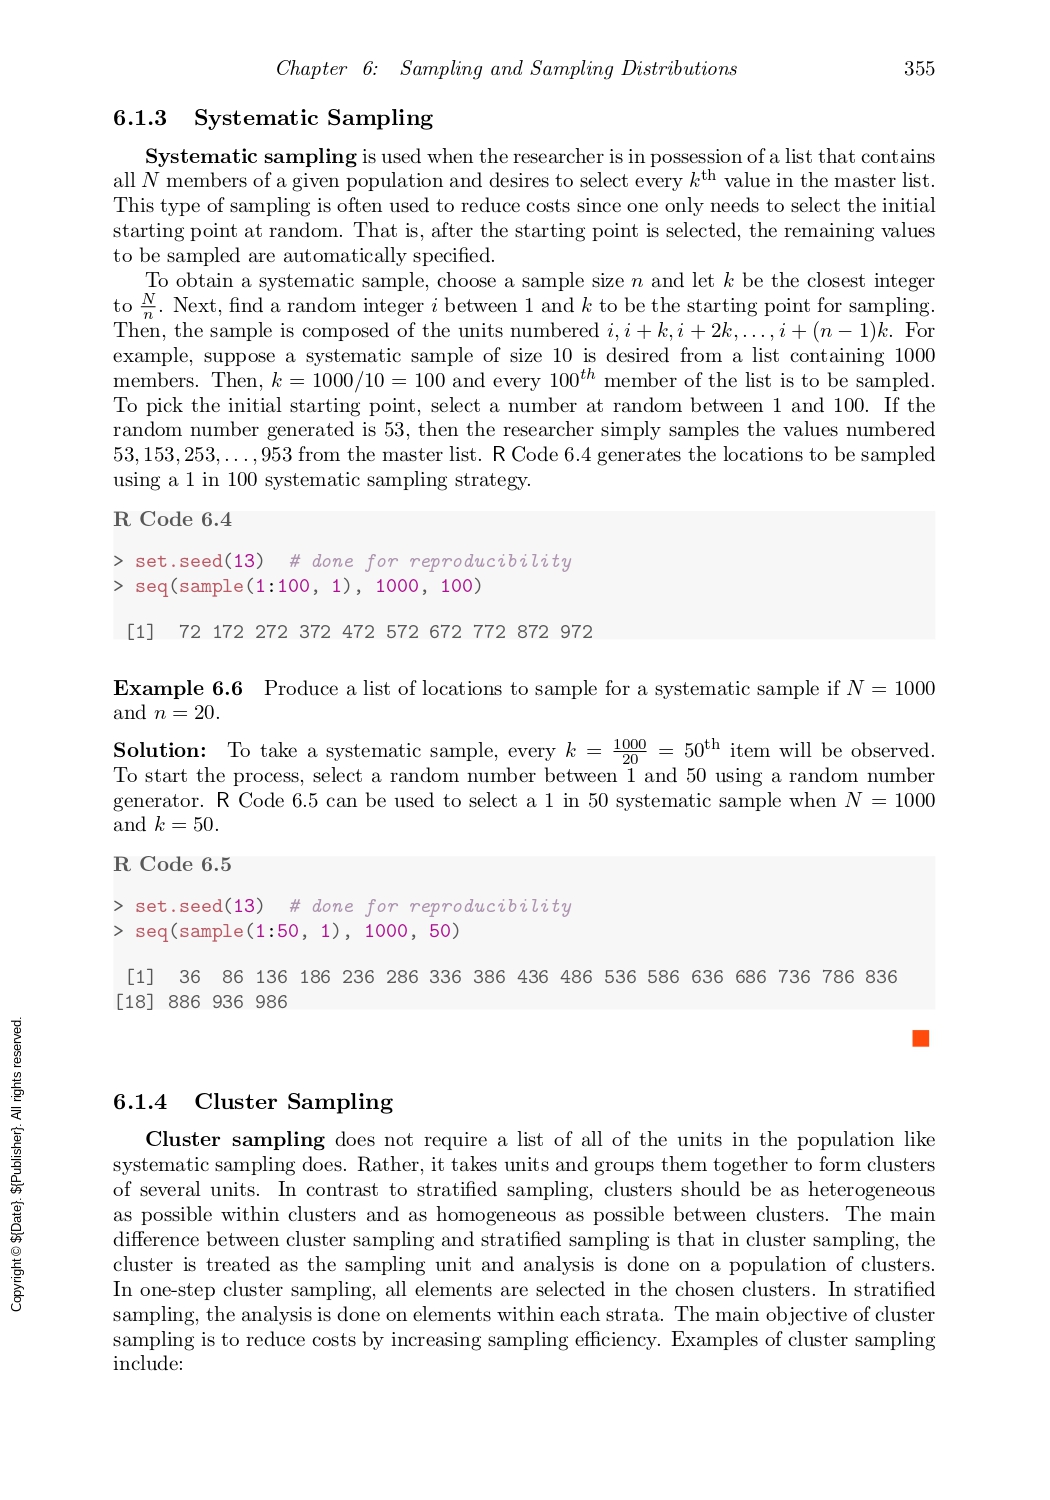 Chapter 6: Sampling and Sampling Distributions 355
6.1.3 Systematic Sampling
Systematic sampling is used when the researcher is in possession of a list that contains
all N members of a given population and desires to select every kth value in the master list.
This type of sampling is often used to reduce costs since one only needs to select the initial
starting point at random. That is, after the starting point is selected, the remaining values
to be sampled are automatically specified.
To obtain a systematic sample, choose a sample size n and let k be the closest integer
to N/n. Next, find a random integer i between 1 and k to be the starting point for sampling.
Then, the sample is composed of the units numbered i, i + k, i + 2k, . . . , i + (n − 1)k. For
example, suppose a systematic sample of size 10 is desired from a list containing 1000
members. Then, k = 1000/10 = 100 and every 100th member of the list is to be sampled.
To pick the initial starting point, select a number at random between 1 and 100. If the
random number generated is 53, then the researcher simply samples the values numbered
53, 153, 253, . . . , 953 from the master list. R Code 6.4 generates the locations to be sampled
using a 1 in 100 systematic sampling strategy.
R Code 6.4
> set.seed(13) # done for reproducibility
> seq(sample(1:100, 1), 1000, 100)
[1] 72 172 272 372 472 572 672 772 872 972
Example 6.6 Produce a list of locations to sample for a systematic sample if N = 1000
and n = 20.
Solution: To take a systematic sample, every k = 1000/20 = 50th item will be observed.
To start the process, select a random number between 1 and 50 using a random number
generator. R Code 6.5 can be used to select a 1 in 50 systematic sample when N = 1000
and k = 50.
R Code 6.5
> set.seed(13) # done for reproducibility
> seq(sample(1:50, 1), 1000, 50)
[1] 36 86 136 186 236 286 336 386 436 486 536 586 636 686 736 786 836
[18] 886 936 986
6.1.4 Cluster Sampling
Cluster sampling does not require a list of all of the units in the population like
systematic sampling does. Rather, it takes units and groups them together to form clusters
of several units. In contrast to stratified sampling, clusters should be as heterogeneous
as possible within clusters and as homogeneous as possible between clusters. The main
difference between cluster sampling and stratified sampling is that in cluster sampling, the
cluster is treated as the sampling unit and analysis is done on a population of clusters.
In one-step cluster sampling, all elements are selected in the chosen clusters. In stratified
sampling, the analysis is done on elements within each strata. The main objective of cluster
sampling is to reduce costs by increasing sampling efficiency. Examples of cluster sampling
include:
Copyright © ${Date}. ${Publisher}. All rights reserved.